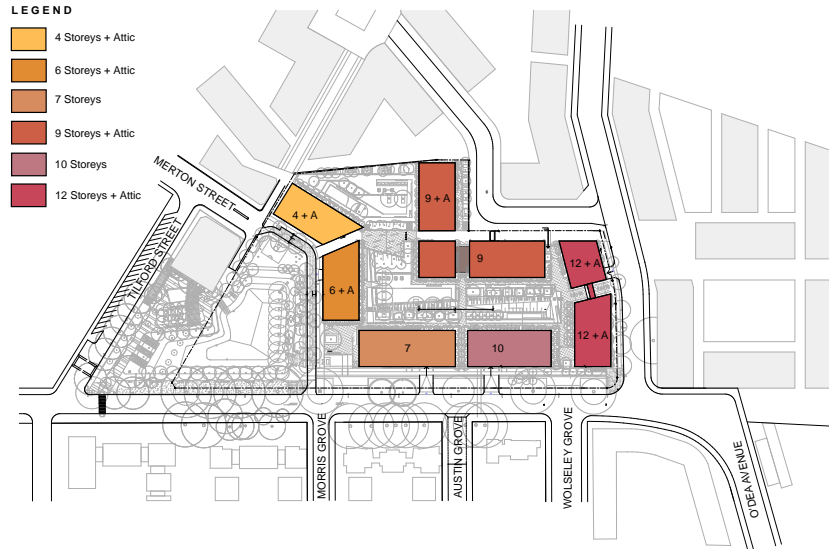 LEGEND
4 Storeys + Attic
6 Storeys + Attic
7 Storeys
9 Storeys + Attic
10 Storeys
12 Storeys + Attic
MERTON STREET
TILFORD STREET
4 + A
9 + A
9
12 + A
6 + A
12 + A
7
10
MORRIS GROVE
AUSTIN GROVE
WOLSELEY GROVE
O'DEA AVENUE